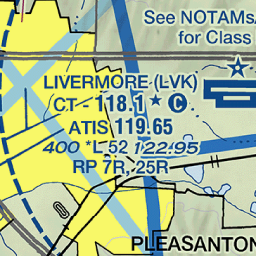 See NOTAMs/
for Class
LIVERMORE (LVK)
CT - 118.1 * C
ATIS 119.65
400 *L 52 122.95
RP 7R, 25R
PLEASANTON